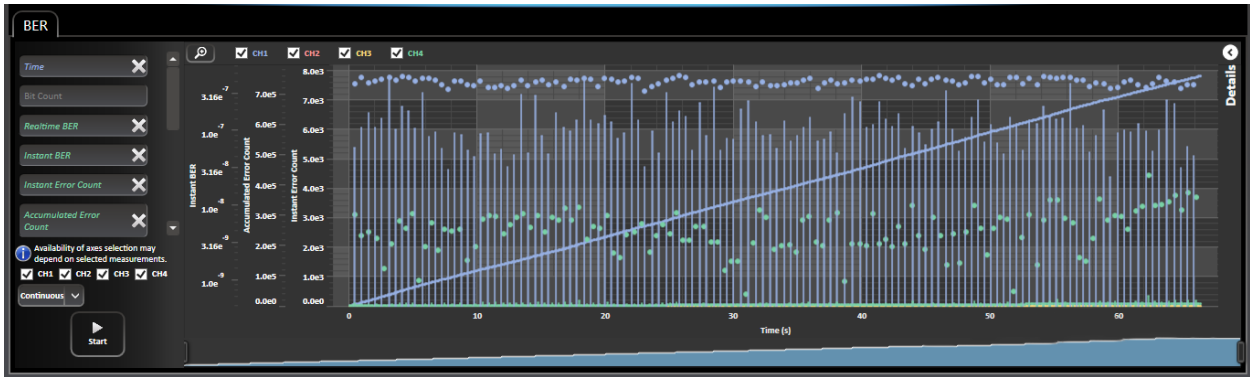 BER
Time
Bit Count
Realtime BER
Instant BER
Instant Error Count
Accumulated Error
Count
Availability of axes selection may
depend on selected measurements.
CH1 CH2 CH3 CH4
Continuous
Start
CH1 CH2 CH3 CH4
Instant BER
3.16e-7
1.0e-7
3.16e-8
1.0e-8
3.16e-9
1.0e-9
Accumulated Error Count
7.0e5
6.0e5
5.0e5
4.0e5
3.0e5
2.0e5
1.0e5
0.0e0
Instant Error Count
8.0e3
7.0e3
6.0e3
5.0e3
4.0e3
3.0e3
2.0e3
1.0e3
0.0e0
0 10 20 30 40 50 60
Time (s)
Details